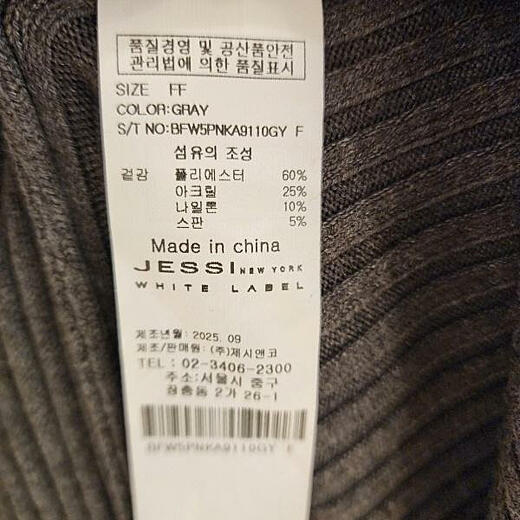 품질경영 및 공산품안전
관리법에 의한 품질표시
SIZE FF
COLOR:GRAY
S/T NO:BFW5PNKA9110GY F
섬유의 조성
겉감 폴리에스터 60%
아크릴 25%
나일론 10%
스판 5%
Made in china
JESSI NEW YORK
WHITE LABEL
제조년월: 2025. 09
제조/판매원: (주)제시앤코
TEL : 02-3406-2300
주소:서울시 중구
장충동 2가 26-1
BFW5PNKA9110GY F